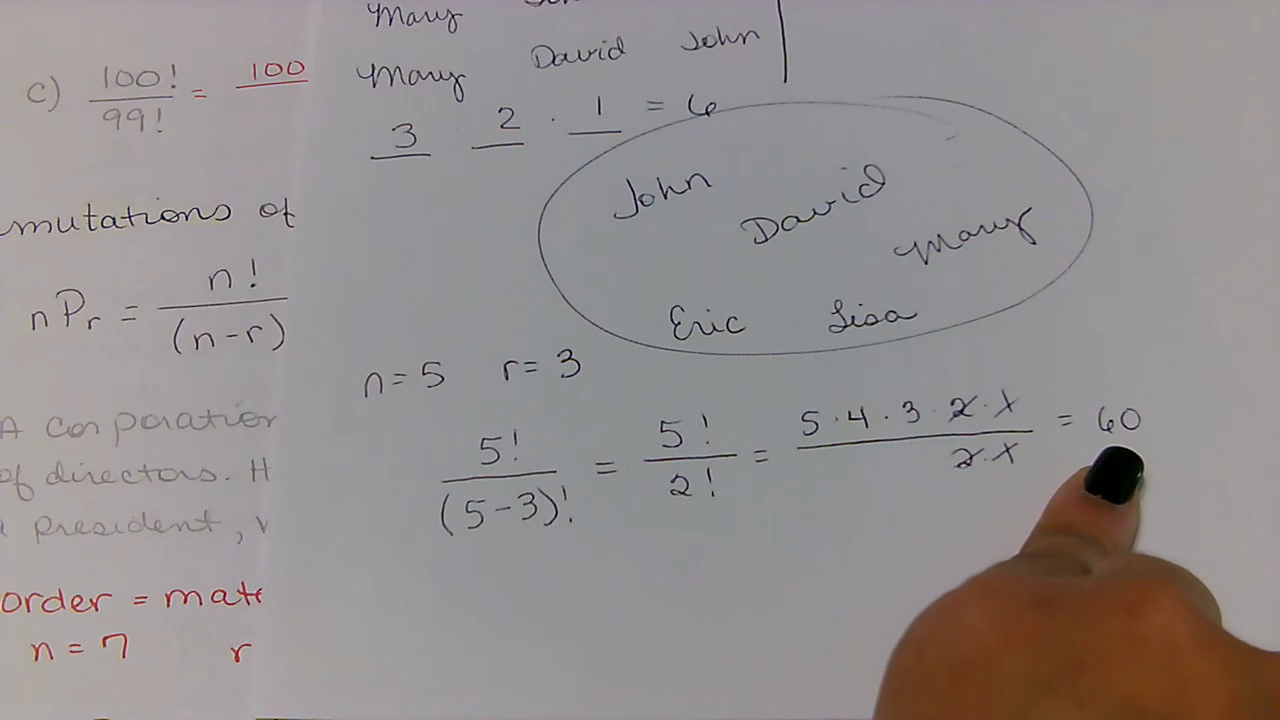 Mary
Mary David John
3 2 · 1 = 6
John
David
Mary
Eric Lisa
n=5 r=3
5!/(5-3)! = 5!/2! = 5·4·3·2·1/2·1 = 60
c) 100!/99! = 100
mutations of
nPr = n!/(n-r)
A corporation
of directors. H
president,
order =
n = 7 r